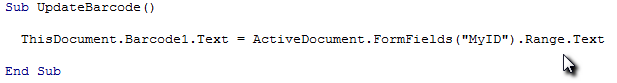 Sub UpdateBarcode()
ThisDocument.Barcode1.Text = ActiveDocument.FormFields("MyID").Range.Text
End Sub